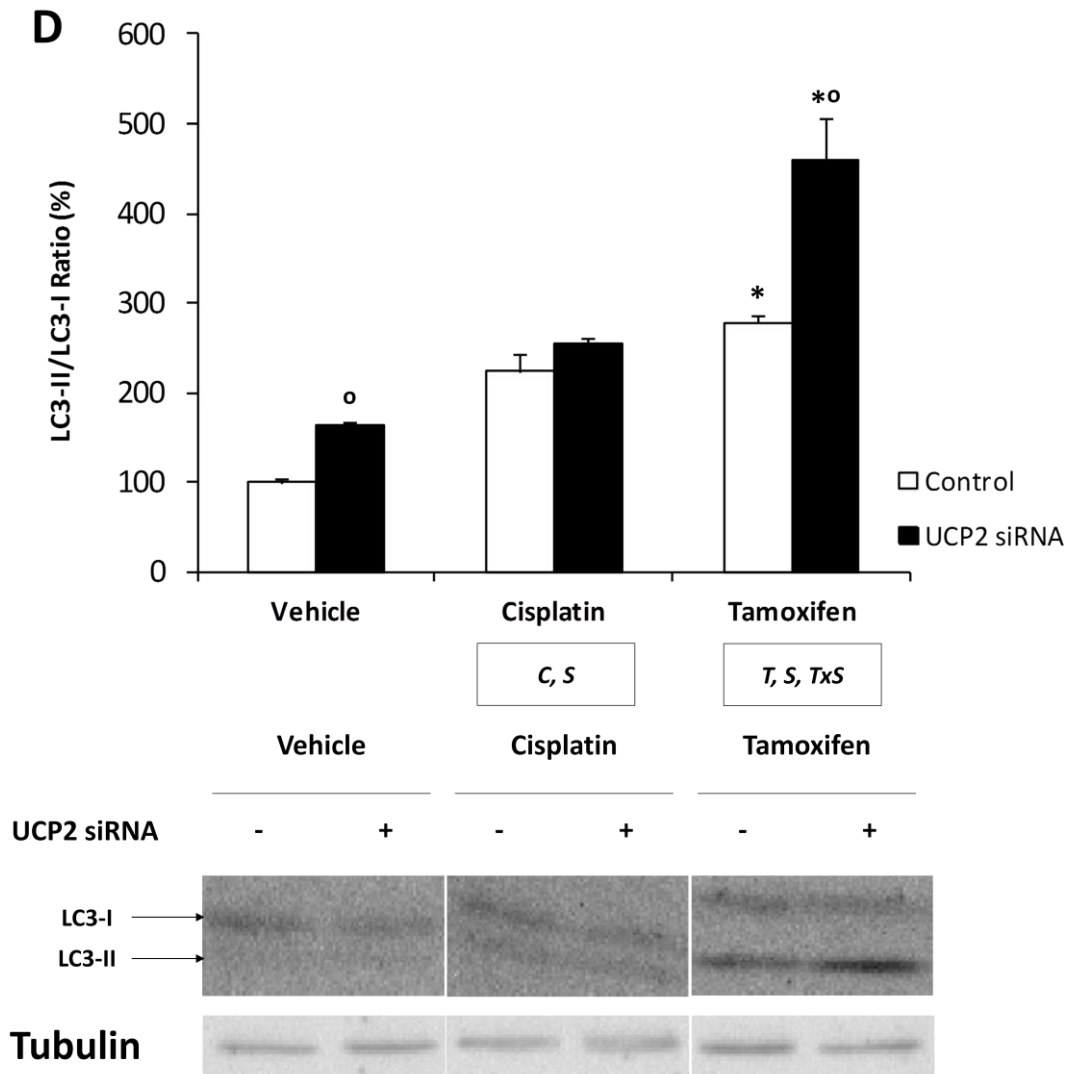 D
LC3-II/LC3-I Ratio (%)
600
500
400
300
200
100
0
o
*
*o
Control
UCP2 siRNA
Vehicle Cisplatin Tamoxifen
C, S T, S, TxS
Vehicle Cisplatin Tamoxifen
UCP2 siRNA - + - + - +
LC3-I
LC3-II
Tubulin